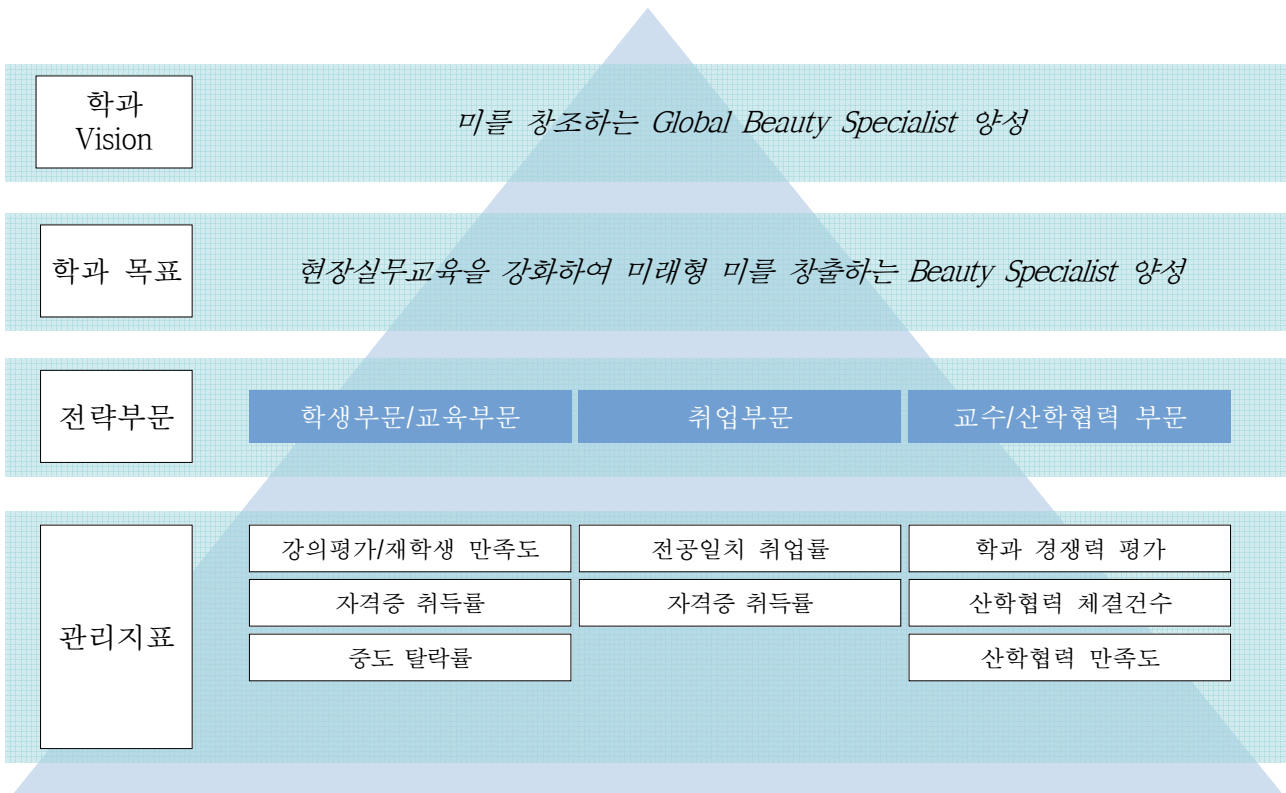 학과
Vision
미를 창조하는 Global Beauty Specialist 양성
학과 목표
현장실무교육을 강화하여 미래형 미를 창출하는 Beauty Specialist 양성
전략부문
학생부문/교육부문
취업부문
교수/산학협력 부문
관리지표
강의평가/재학생 만족도
전공일치 취업률
학과 경쟁력 평가
자격증 취득률
자격증 취득률
산학협력 체결건수
중도 탈락률
산학협력 만족도